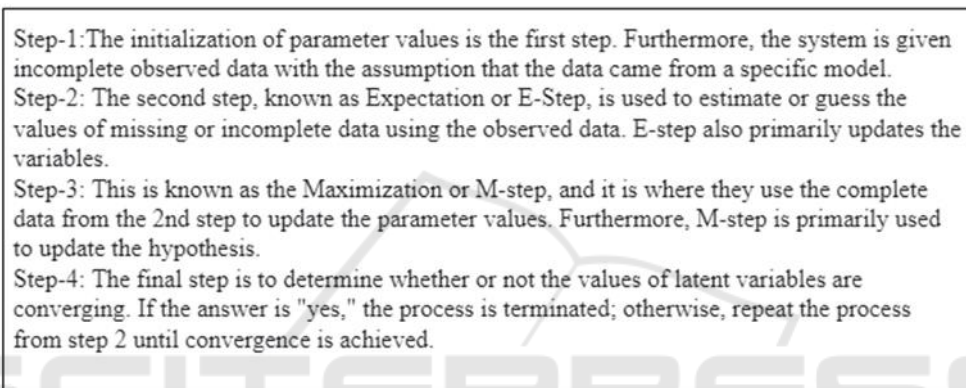 Step-1:The initialization of parameter values is the first step. Furthermore, the system is given
incomplete observed data with the assumption that the data came from a specific model.
Step-2: The second step, known as Expectation or E-Step, is used to estimate or guess the
values of missing or incomplete data using the observed data. E-step also primarily updates the
variables.
Step-3: This is known as the Maximization or M-step, and it is where they use the complete
data from the 2nd step to update the parameter values. Furthermore, M-step is primarily used
to update the hypothesis.
Step-4: The final step is to determine whether or not the values of latent variables are
converging. If the answer is "yes," the process is terminated; otherwise, repeat the process
from step 2 until convergence is achieved.